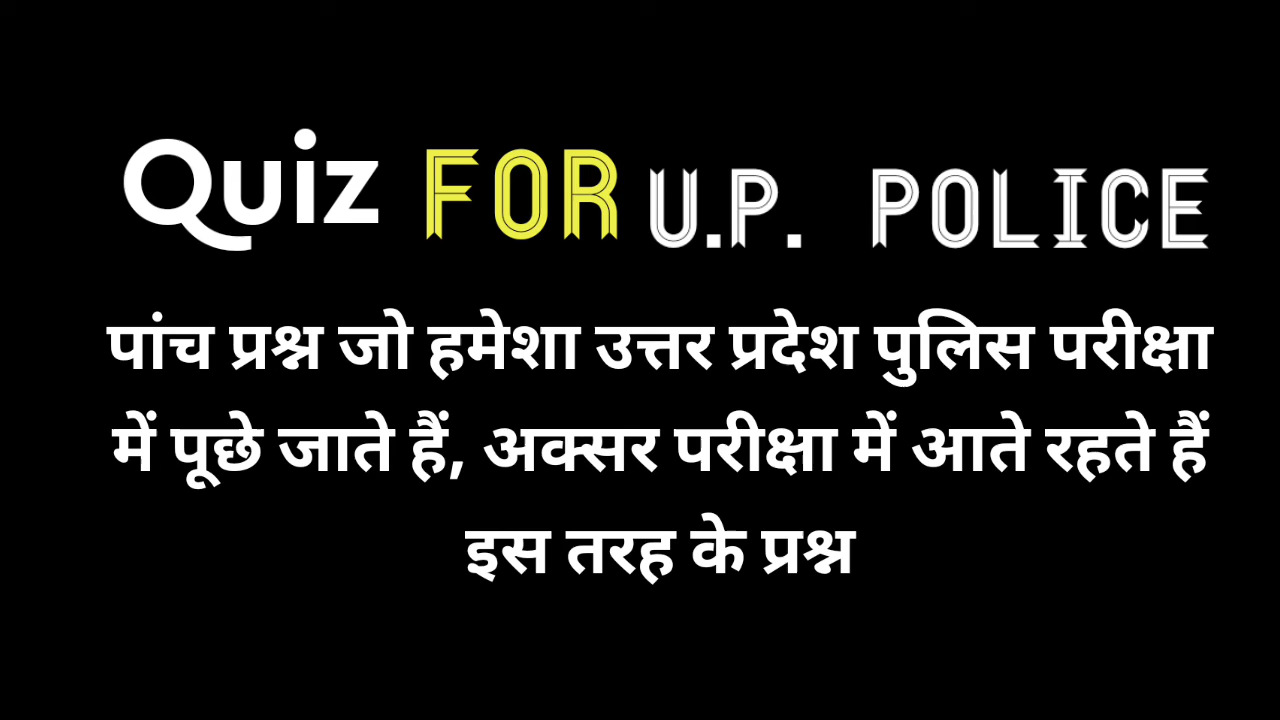 Quiz FOR U.P. POLICE
पांच प्रश्न जो हमेशा उत्तर प्रदेश पुलिस परीक्षा
में पूछे जाते हैं, अक्सर परीक्षा में आते रहते हैं
इस तरह के प्रश्न